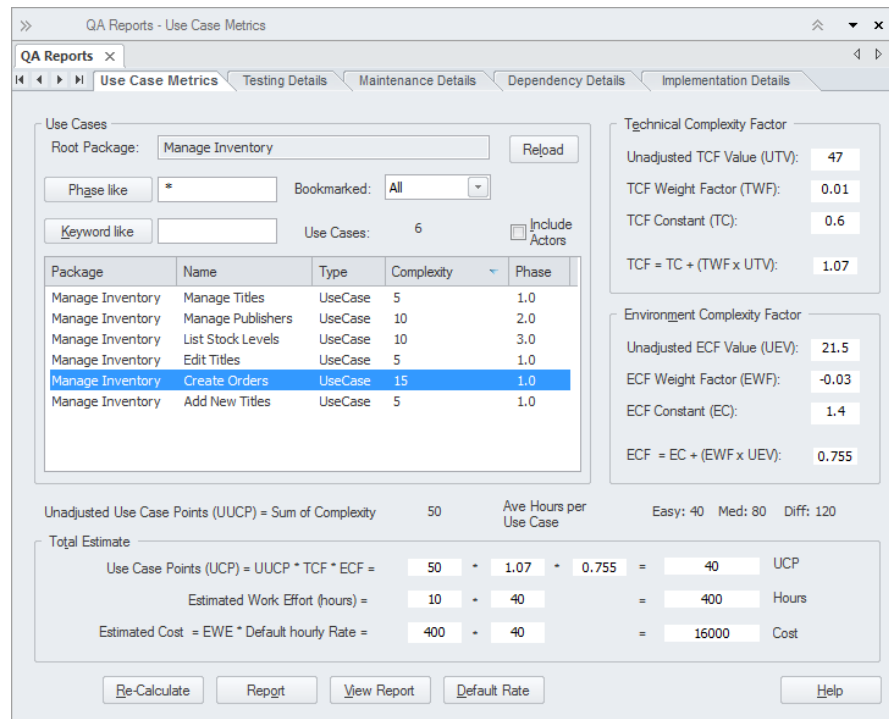 QA Reports - Use Case Metrics
QA Reports
Use Case Metrics Testing Details Maintenance Details Dependency Details Implementation Details
Use Cases
Root Package: Manage Inventory Reload
Phase like * Bookmarked: All
Keyword like Use Cases: 6 Include Actors
Package Name Type Complexity Phase
Manage Inventory Manage Titles UseCase 5 1.0
Manage Inventory Manage Publishers UseCase 10 2.0
Manage Inventory List Stock Levels UseCase 10 3.0
Manage Inventory Edit Titles UseCase 5 1.0
Manage Inventory Create Orders UseCase 15 1.0
Manage Inventory Add New Titles UseCase 5 1.0
Technical Complexity Factor
Unadjusted TCF Value (UTV): 47
TCF Weight Factor (TWF): 0.01
TCF Constant (TC): 0.6
TCF = TC + (TWF x UTV): 1.07
Environment Complexity Factor
Unadjusted ECF Value (UEV): 21.5
ECF Weight Factor (EWF): -0.03
ECF Constant (EC): 1.4
ECF = EC + (EWF x UEV): 0.755
Unadjusted Use Case Points (UUCP) = Sum of Complexity 50 Ave Hours per Use Case Easy: 40 Med: 80 Diff: 120
Total Estimate
Use Case Points (UCP) = UUCP * TCF * ECF = 50 * 1.07 * 0.755 = 40 UCP
Estimated Work Effort (hours) = 10 * 40 = 400 Hours
Estimated Cost = EWE * Default hourly Rate = 400 * 40 = 16000 Cost
Re-Calculate Report View Report Default Rate Help